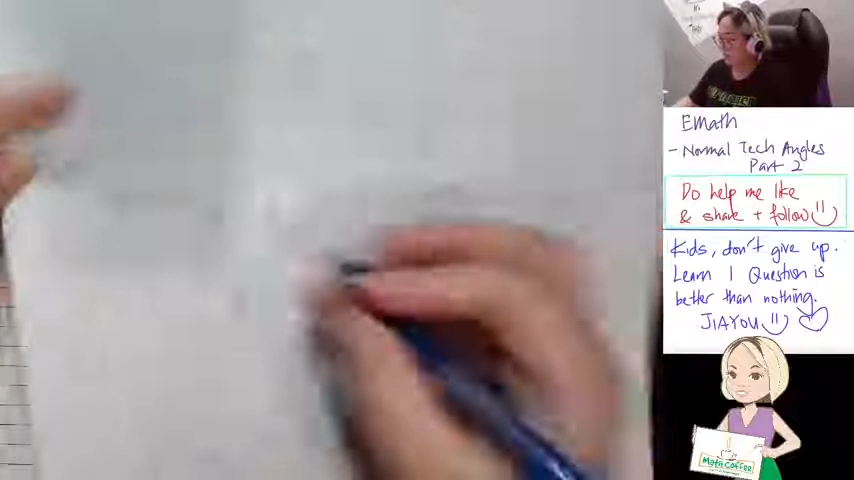 EMath
- Normal Tech Angles
Part 2
Do help me like
& share + follow
Kids, don't give up.
Learn 1 Question is
better than nothing.
JIAYOU
Math Coffee